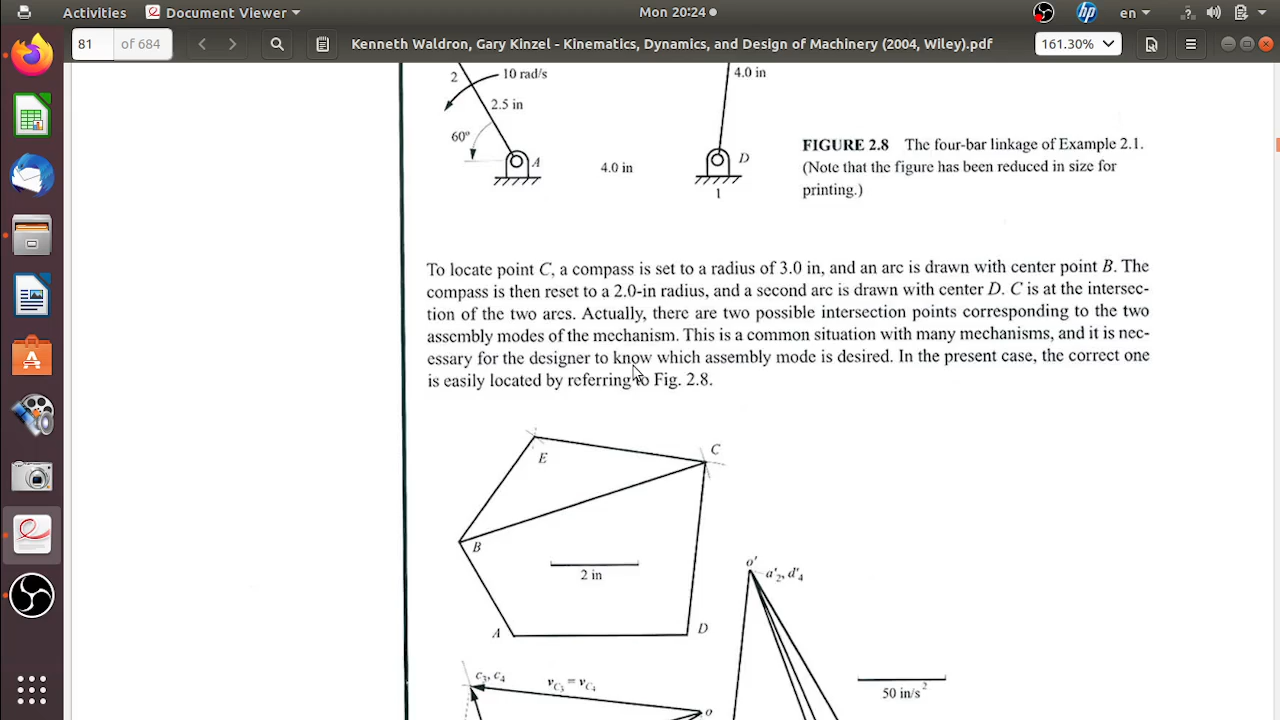 Activities
Document Viewer
Mon 20:24
en
81
of 684
Kenneth Waldron, Gary Kinzel - Kinematics, Dynamics, and Design of Machinery (2004, Wiley).pdf
161.30%
2
10 rad/s
2.5 in
60°
A
4.0 in
4.0 in
D
1
FIGURE 2.8 The four-bar linkage of Example 2.1.
(Note that the figure has been reduced in size for
printing.)
To locate point C, a compass is set to a radius of 3.0 in, and an arc is drawn with center point B. The
compass is then reset to a 2.0-in radius, and a second arc is drawn with center D. C is at the intersec-
tion of the two arcs. Actually, there are two possible intersection points corresponding to the two
assembly modes of the mechanism. This is a common situation with many mechanisms, and it is nec-
essary for the designer to know which assembly mode is desired. In the present case, the correct one
is easily located by referring to Fig. 2.8.
E
C
B
2 in
A
D
o'
a'₂, d'₄
c₃, c₄
v_C₃ = v_C₄
o
50 in/s²